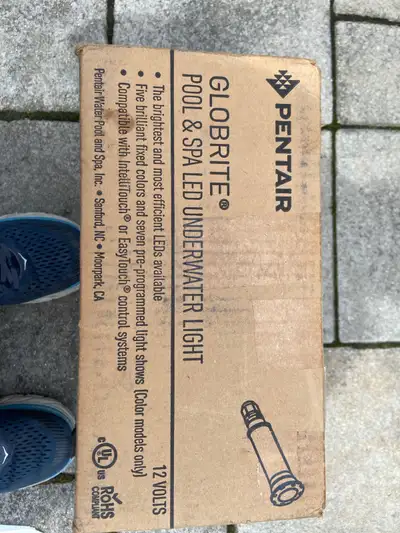 PENTAIR
GLOBRITE®
POOL & SPA LED UNDERWATER LIGHT
• The brightest and most efficient LEDs available
• Five brilliant fixed colors and seven pre-programmed light shows (Color models only)
• Compatible with IntelliTouch® or EasyTouch® control systems
Pentair Water Pool and Spa, Inc. • Sanford, NC • Moorpark, CA
12 VOLTS
c UL US
RoHS
COMPLIANT